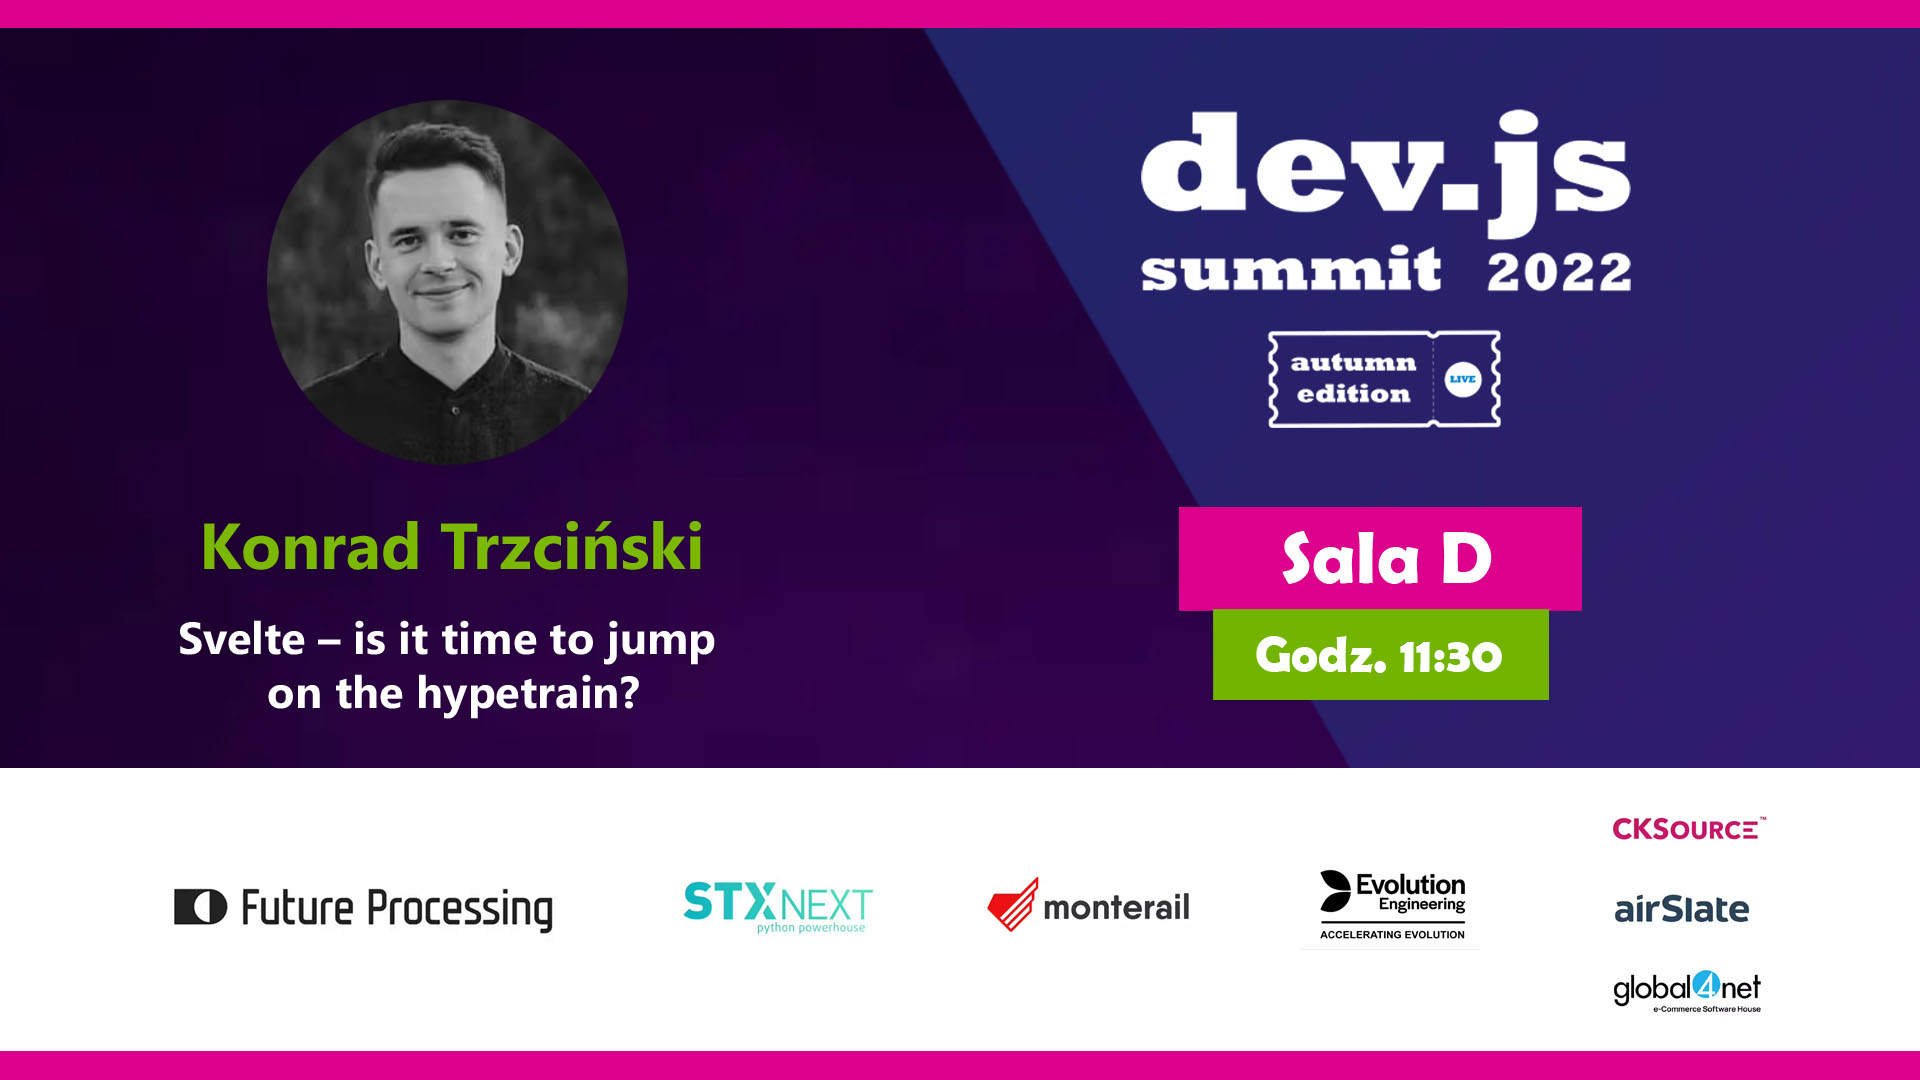 dev.js
summit 2022
autumn
edition
LIVE
Konrad Trzciński
Svelte – is it time to jump
on the hypetrain?
Sala D
Godz. 11:30
Future Processing
STXNEXT
python powerhouse
monterail
Evolution
Engineering
ACCELERATING EVOLUTION
CKSOURCE™
airSlate
global4net
e-Commerce Software House